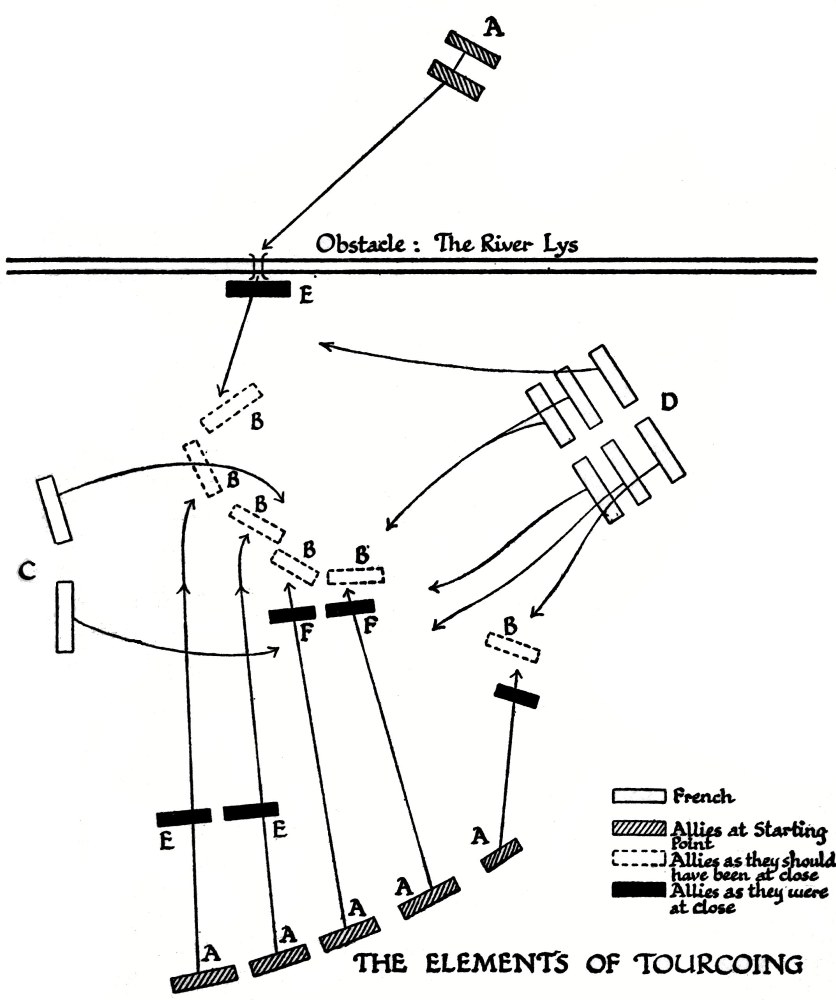 A
Obstacle : The River Lys
E
D
B
B
B
C
B
B
B
F
F
E
E
A
A
A
A
A
French
Allies at Starting
Point
Allies as they should
have been at close
Allies as they were
at close
THE ELEMENTS OF TOURCOING